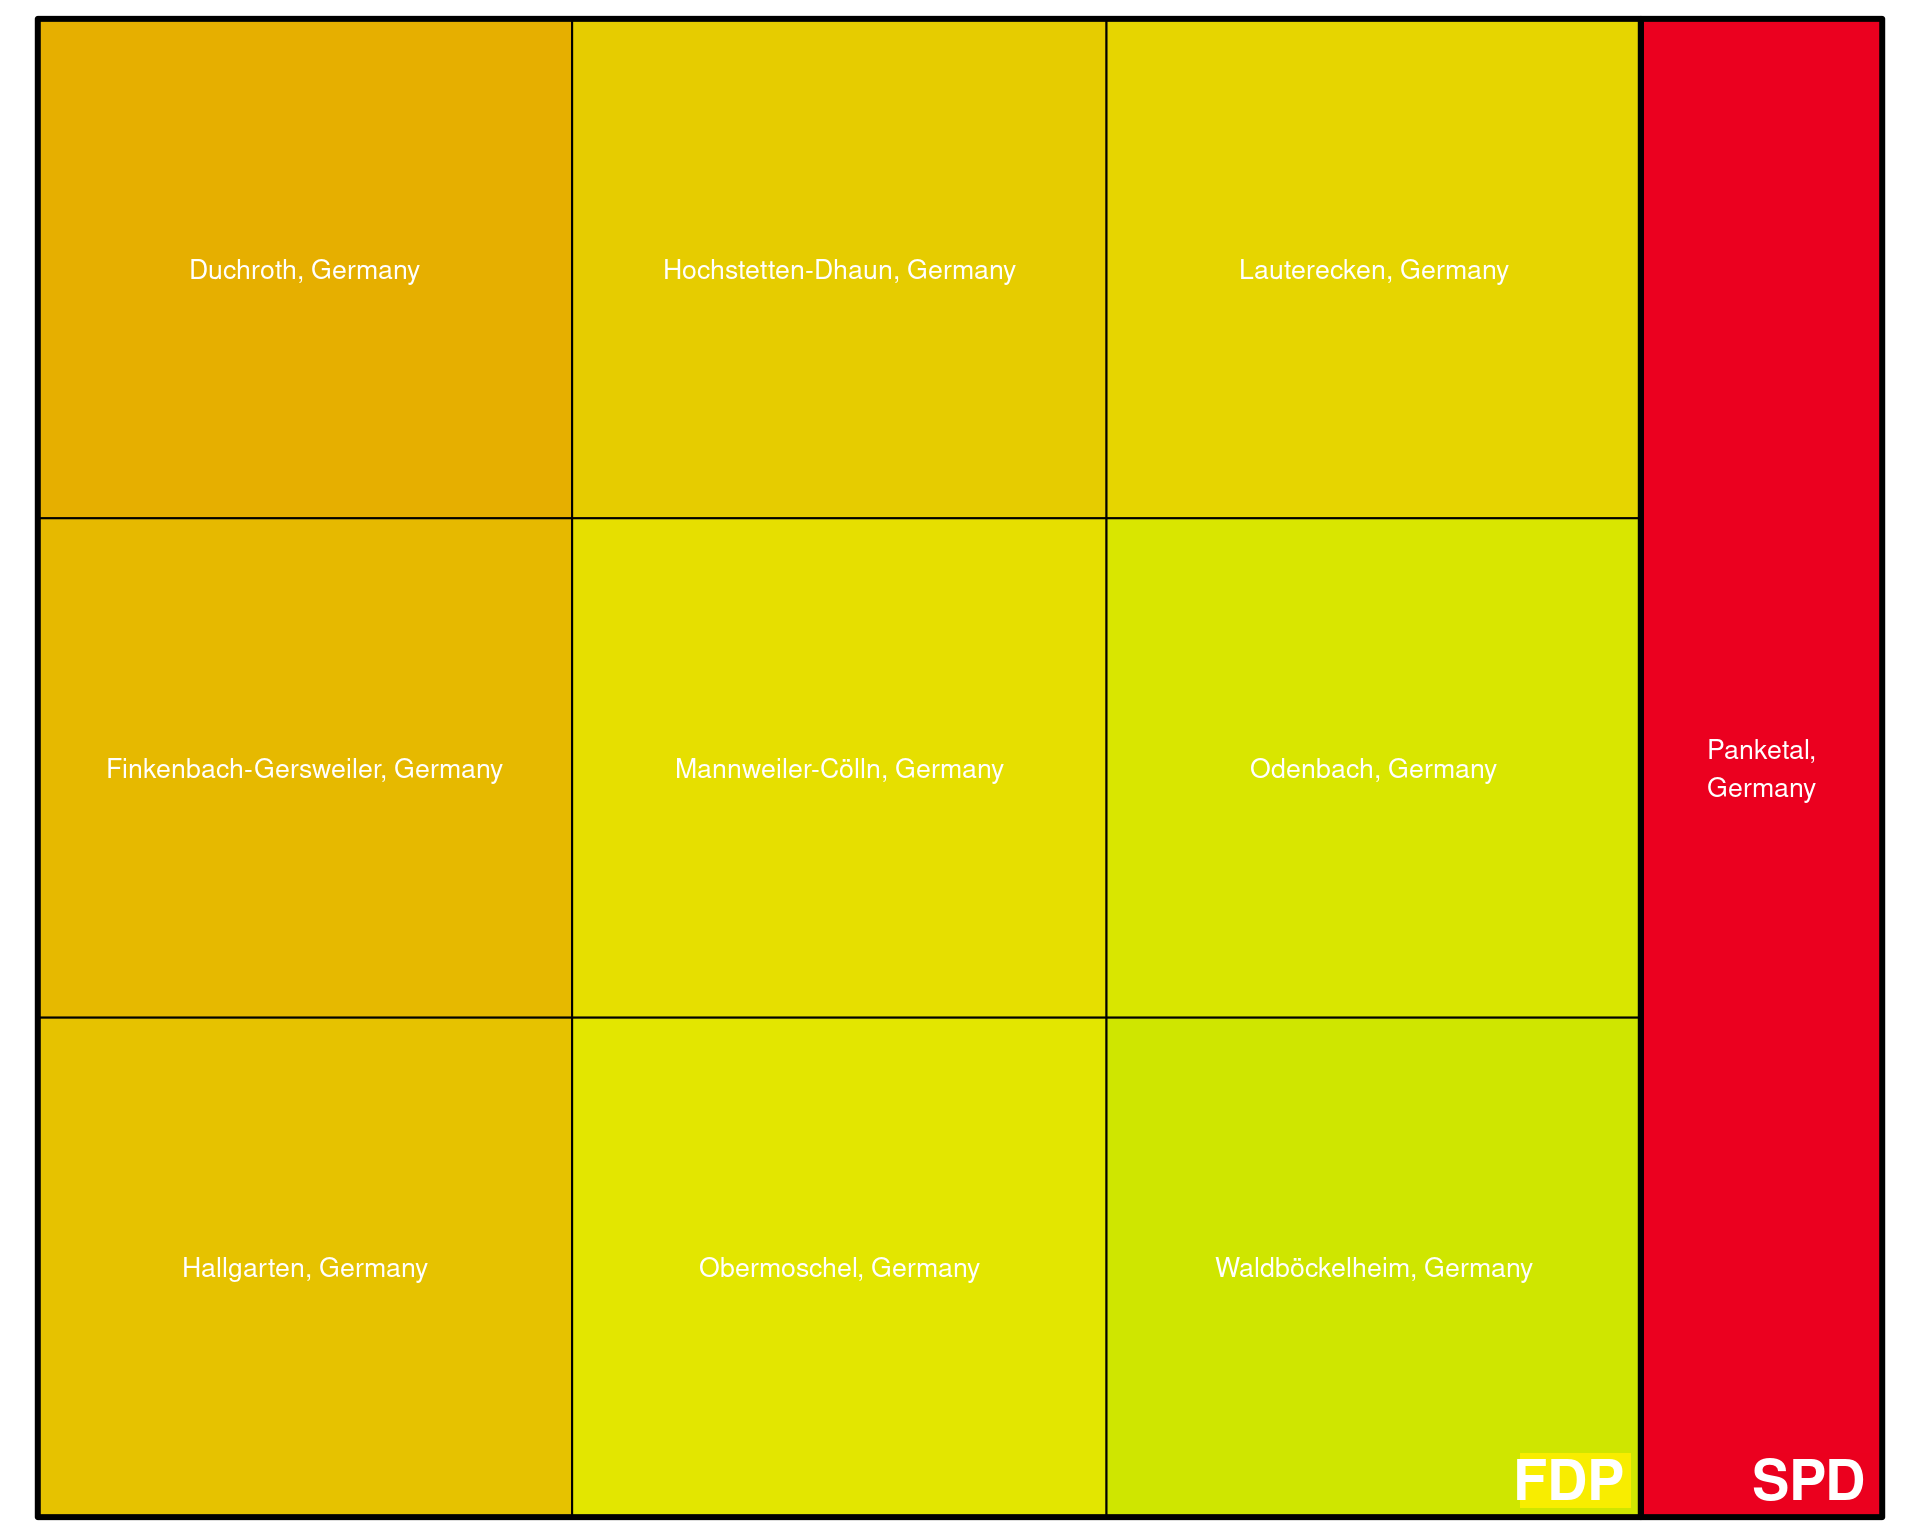 Duchroth, Germany
Hochstetten-Dhaun, Germany
Lauterecken, Germany
Finkenbach-Gersweiler, Germany
Mannweiler-Cölln, Germany
Odenbach, Germany
Panketal,
Germany
Hallgarten, Germany
Obermoschel, Germany
Waldböckelheim, Germany
FDP
SPD